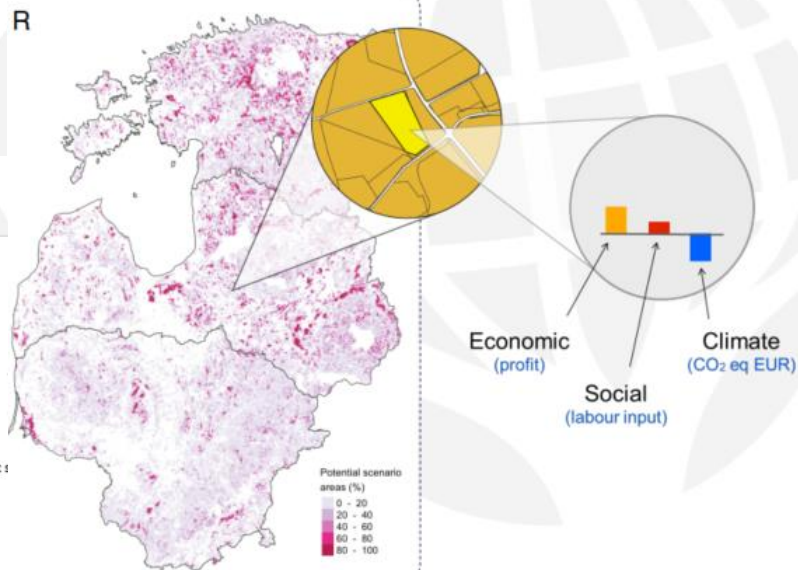 R
Economic
(profit)
Social
(labour input)
Climate
(CO₂ eq EUR)
Potential scenario
areas (%)
0 - 20
20 - 40
40 - 60
60 - 80
80 - 100